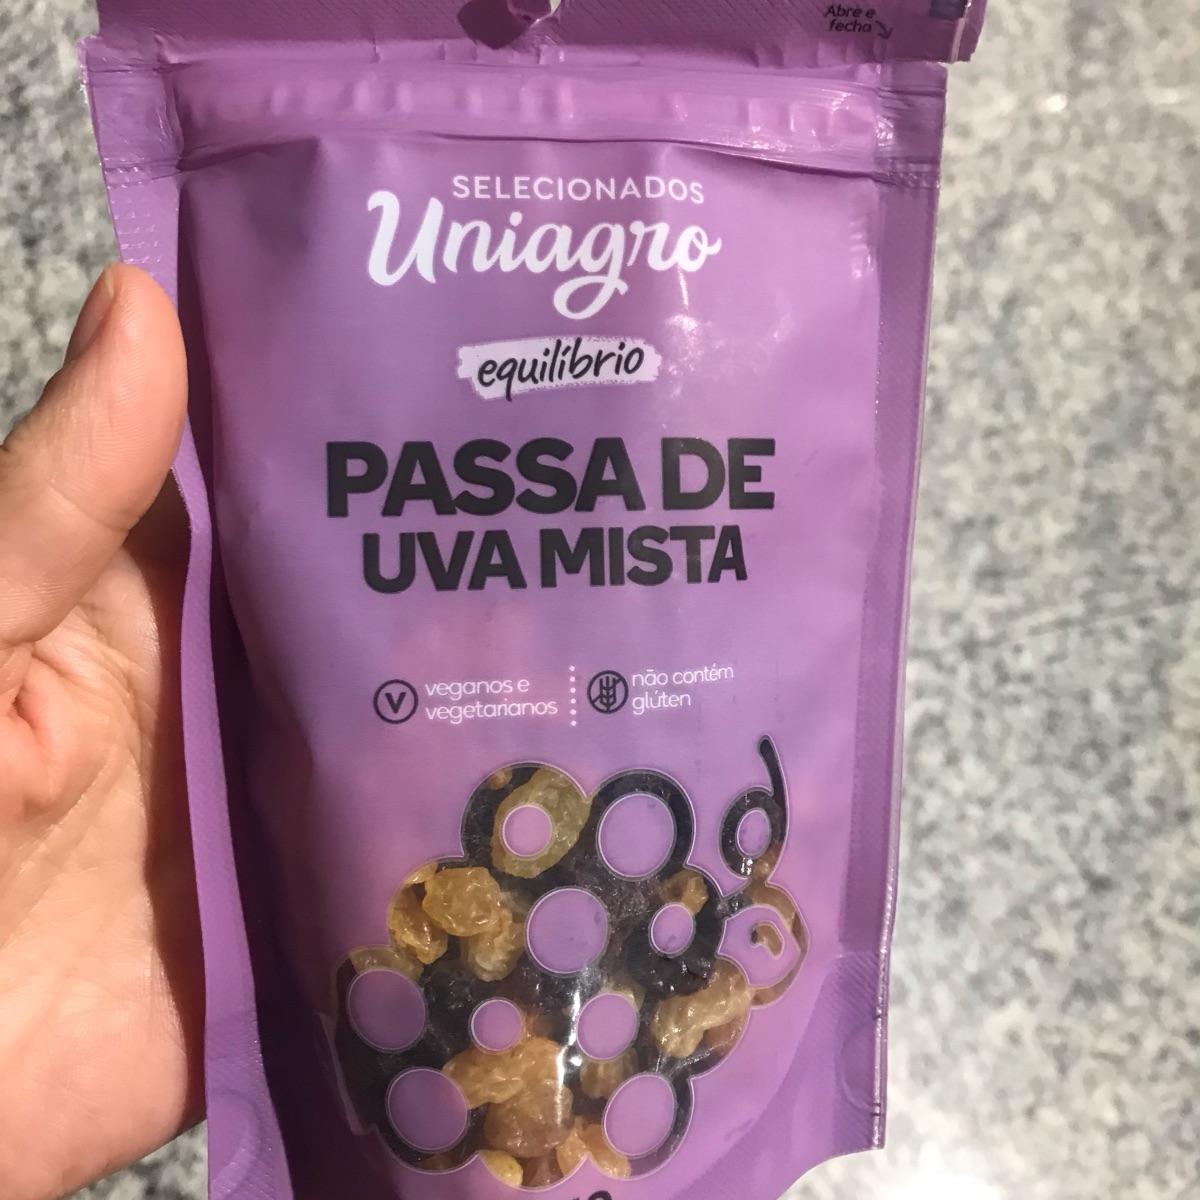 Abre e
fecha
SELECIONADOS
Uniagro
equilíbrio
PASSA DE
UVA MISTA
V
veganos e
vegetarianos
não contém
glúten